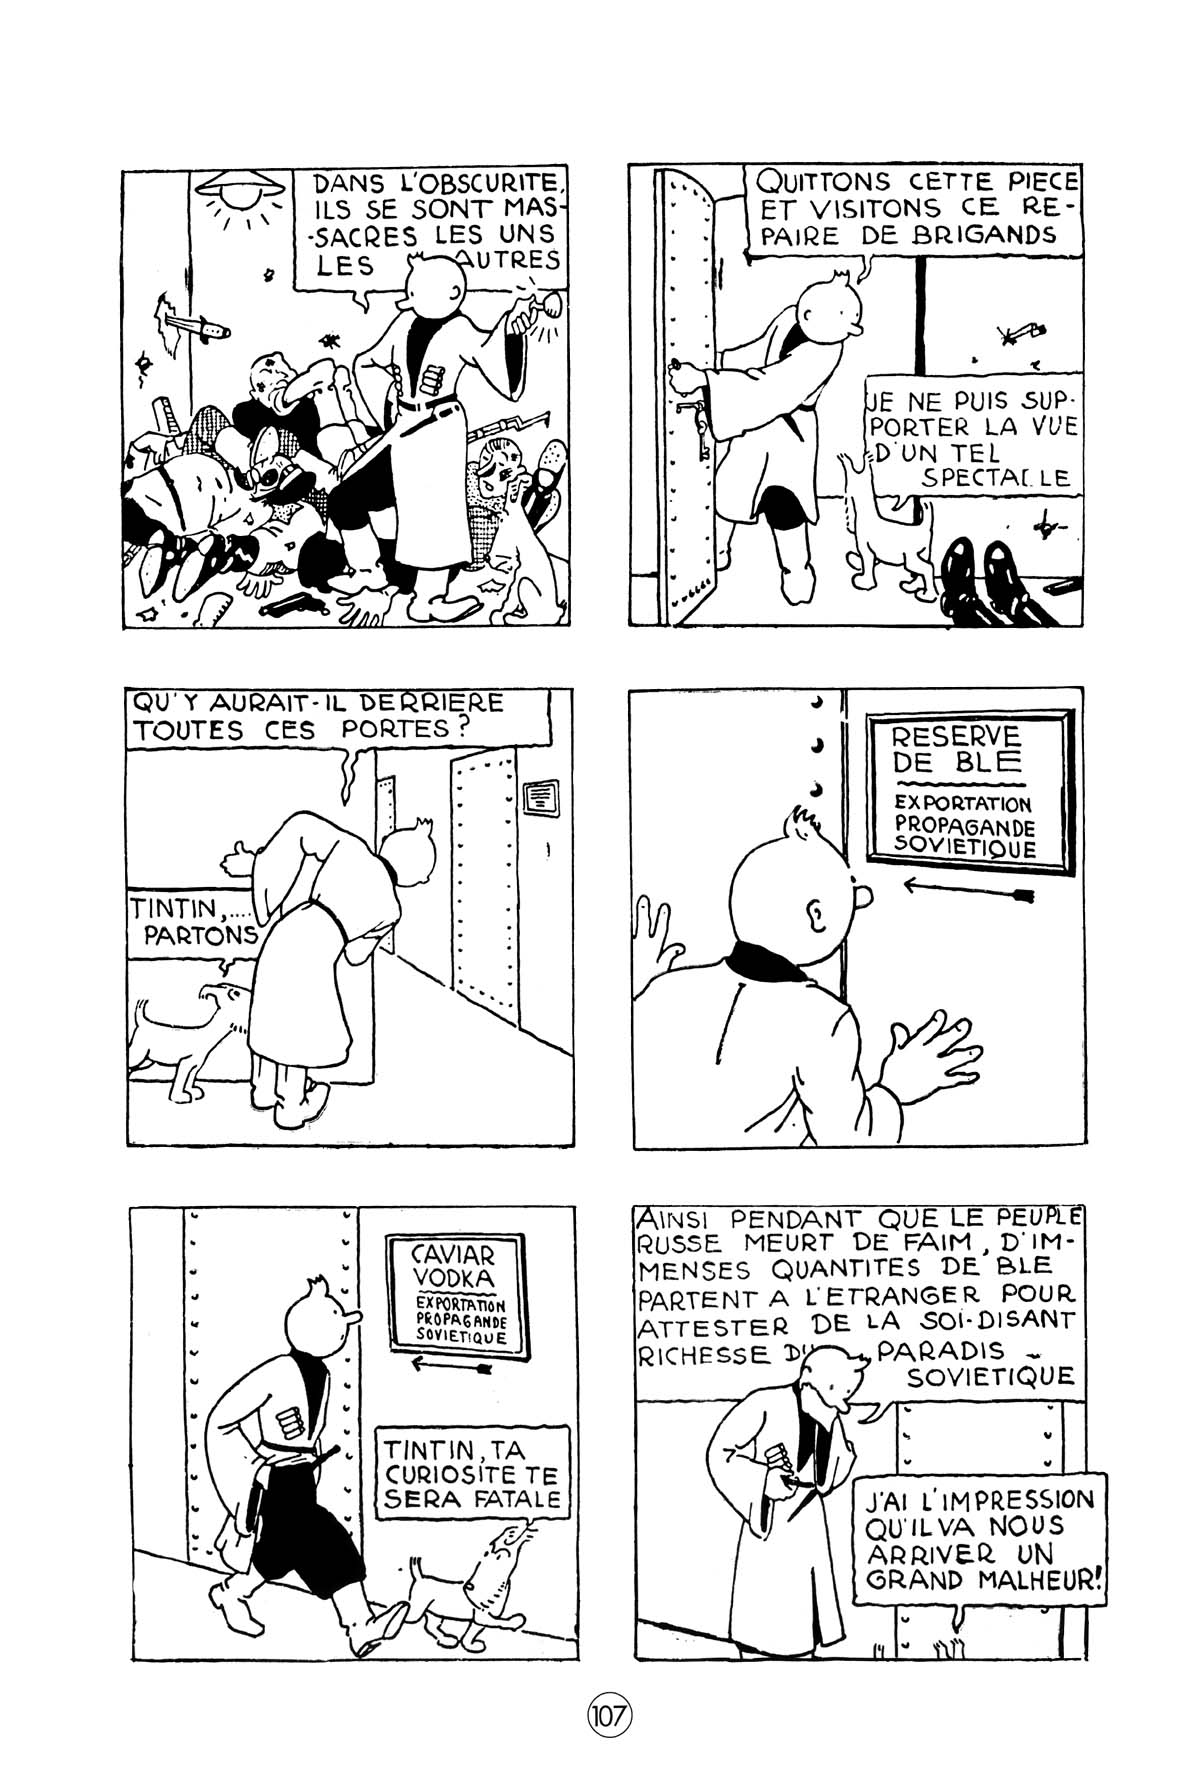 DANS L'OBSCURITE,
ILS SE SONT MAS-
-SACRES LES UNS
LES AUTRES
QUITTONS CETTE PIECE
ET VISITONS CE RE-
PAIRE DE BRIGANDS
JE NE PUIS SUP-
PORTER LA VUE
D'UN TEL
SPECTACLE
QU'Y AURAIT-IL DERRIERE
TOUTES CES PORTES?
TINTIN,....
PARTONS
RESERVE
DE BLE
EXPORTATION
PROPAGANDE
SOVIETIQUE
CAVIAR
VODKA
EXPORTATION
PROPAGANDE
SOVIETIQUE
TINTIN, TA
CURIOSITE TE
SERA FATALE
AINSI PENDANT QUE LE PEUPLE
RUSSE MEURT DE FAIM, D'IM-
MENSES QUANTITES DE BLE
PARTENT A L'ETRANGER POUR
ATTESTER DE LA SOI-DISANT
RICHESSE DU PARADIS
SOVIETIQUE
J'AI L'IMPRESSION
QU'IL VA NOUS
ARRIVER UN
GRAND MALHEUR!
107